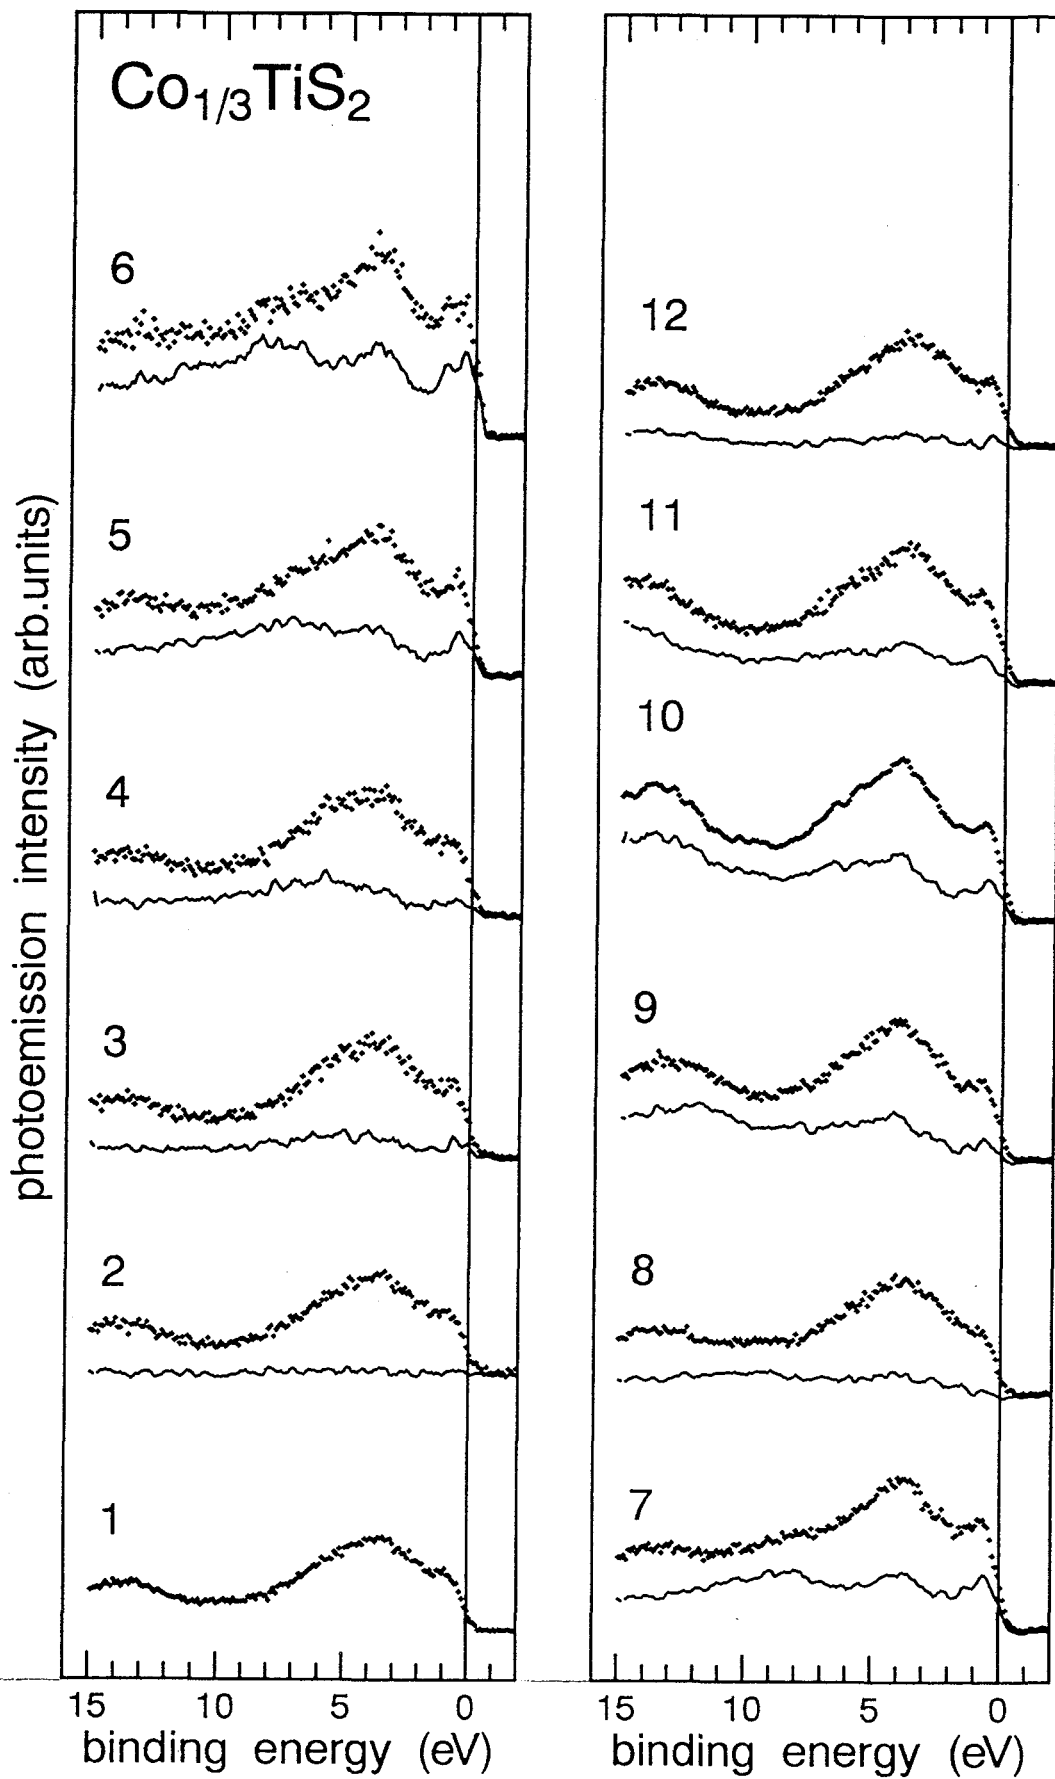 Co1/3TiS2
6
5
4
3
2
1
12
11
10
9
8
7
photoemission intensity (arb.units)
15 10 5 0
binding energy (eV)
15 10 5 0
binding energy (eV)